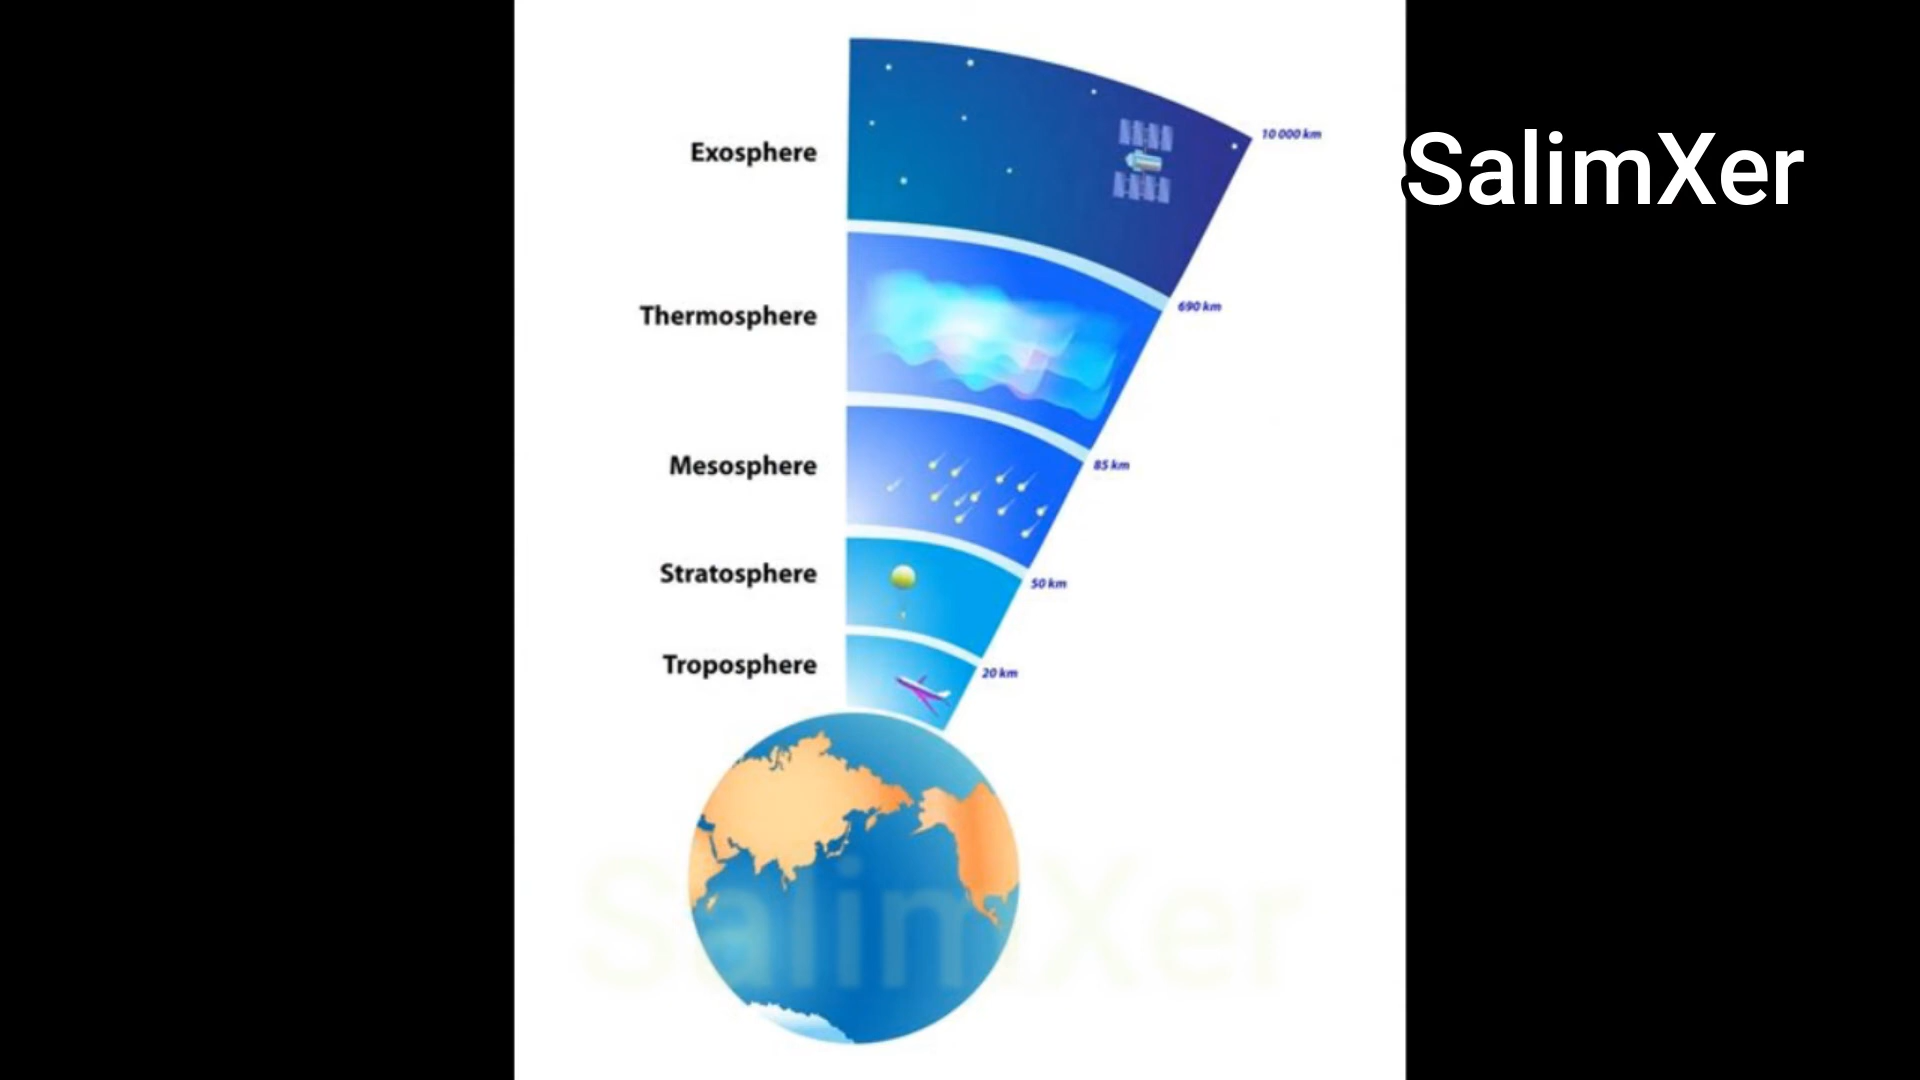 10 000 km
SalimXer
Exosphere
690 km
Thermosphere
85 km
Mesosphere
Stratosphere
50 km
Troposphere
20 km
SalimXer